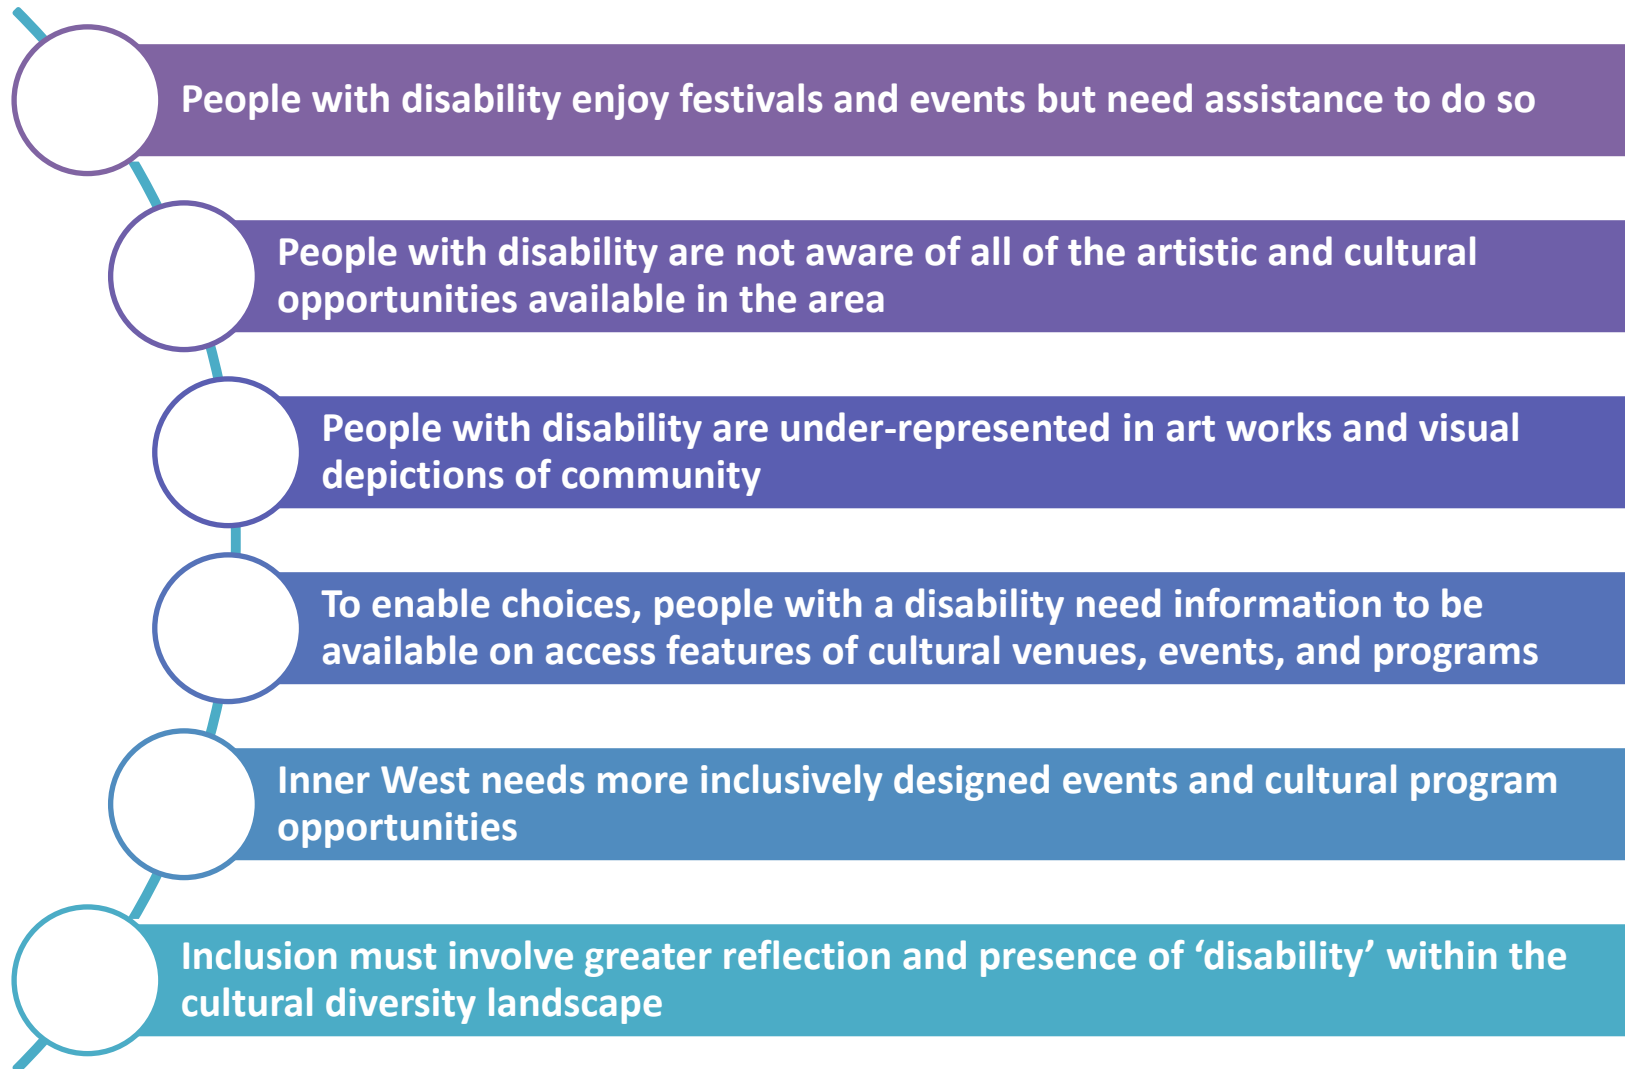 People with disability enjoy festivals and events but need assistance to do so
People with disability are not aware of all of the artistic and cultural
opportunities available in the area
People with disability are under-represented in art works and visual
depictions of community
To enable choices, people with a disability need information to be
available on access features of cultural venues, events, and programs
Inner West needs more inclusively designed events and cultural program
opportunities
Inclusion must involve greater reflection and presence of ‘disability’ within the
cultural diversity landscape